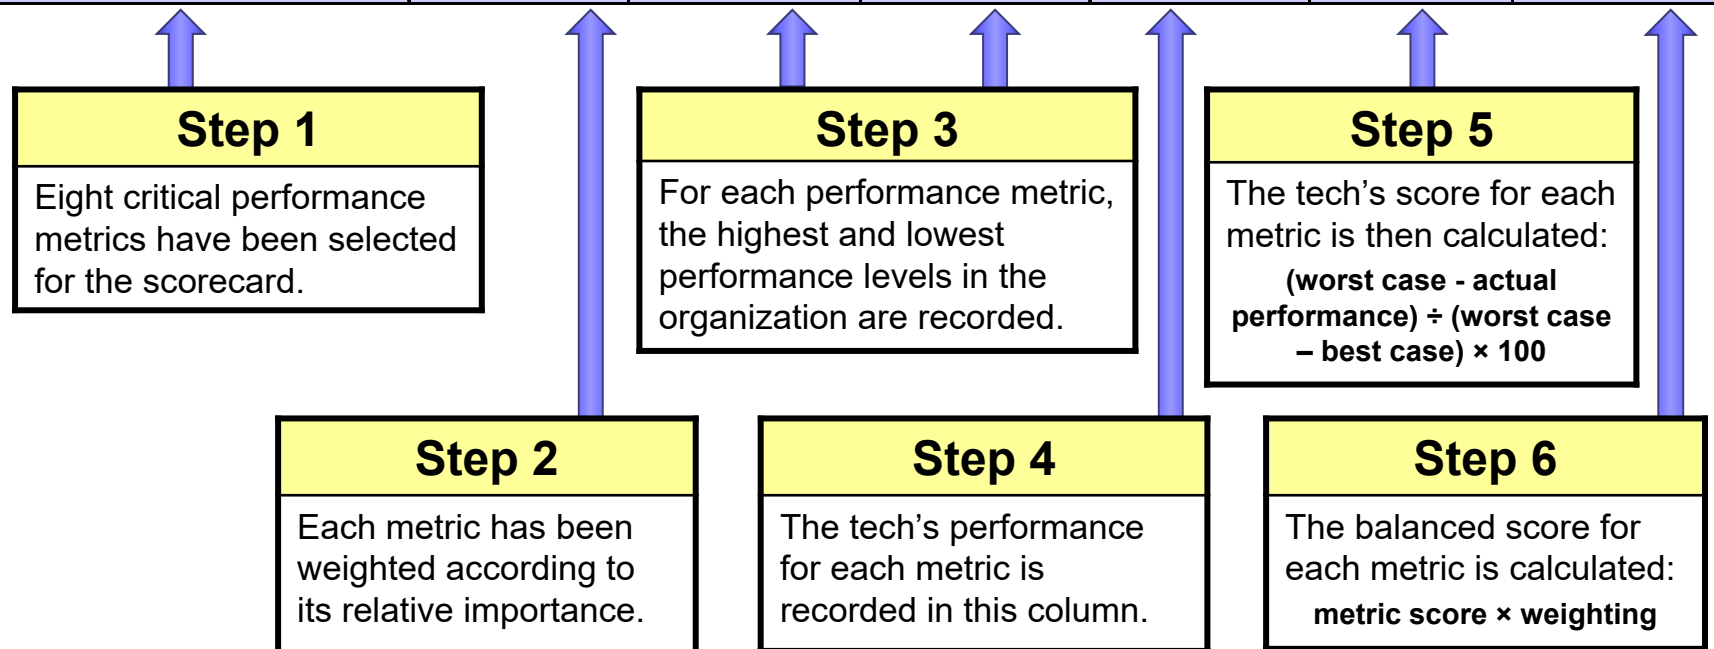 Step 1
Eight critical performance
metrics have been selected
for the scorecard.
Step 2
Each metric has been
weighted according to
its relative importance.
Step 3
For each performance metric,
the highest and lowest
performance levels in the
organization are recorded.
Step 4
The tech’s performance
for each metric is
recorded in this column.
Step 5
The tech’s score for each
metric is then calculated:
(worst case - actual
performance) ÷ (worst case
– best case) × 100
Step 6
The balanced score for
each metric is calculated:
metric score × weighting